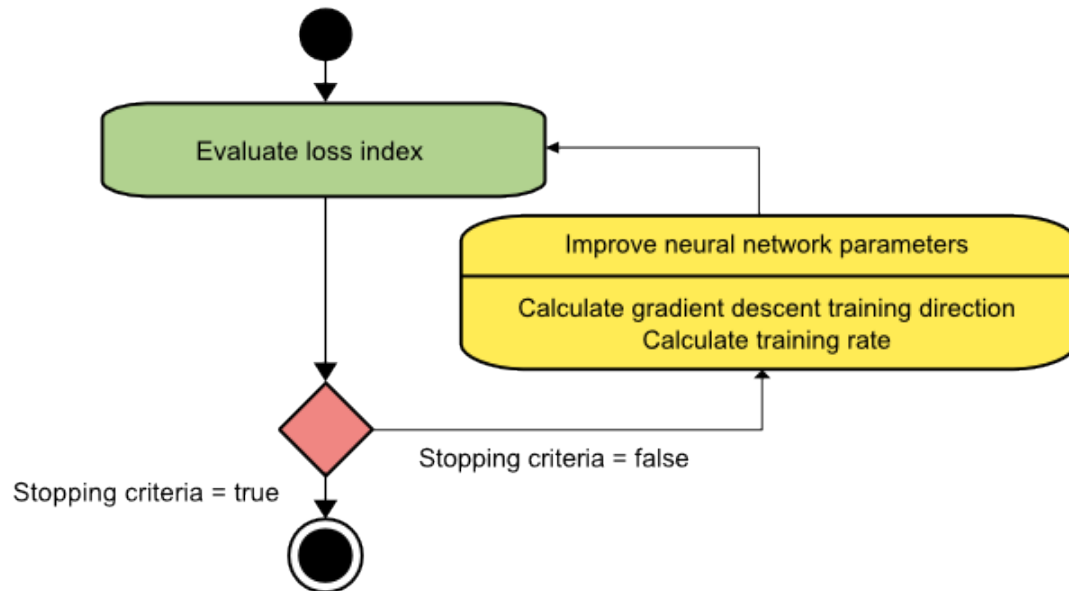 Evaluate loss index
Improve neural network parameters
Calculate gradient descent training direction
Calculate training rate
Stopping criteria = false
Stopping criteria = true